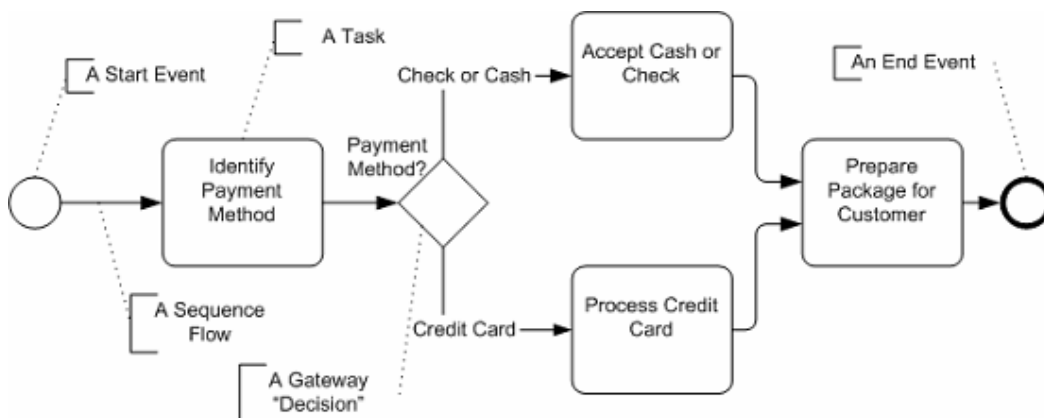 A Start Event
A Task
Check or Cash
Accept Cash or
Check
An End Event
Identify
Payment
Method
Payment
Method?
Prepare
Package for
Customer
A Sequence
Flow
Credit Card
Process Credit
Card
A Gateway
“Decision”